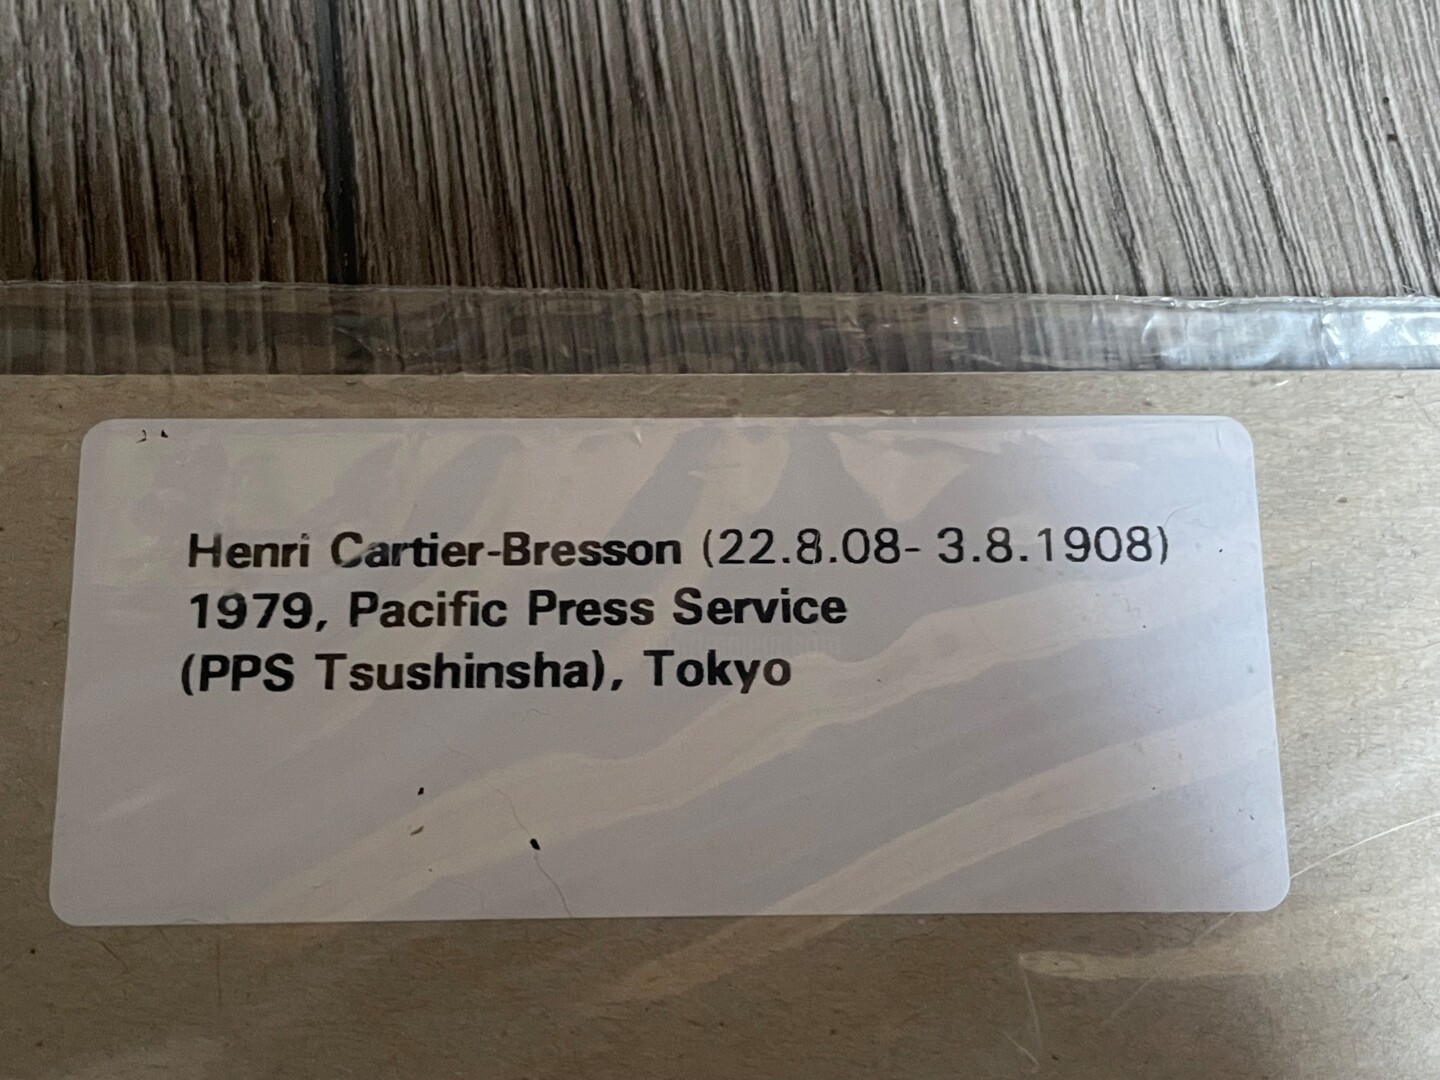 Henri Cartier-Bresson (22.8.08- 3.8.1908)
1979, Pacific Press Service
(PPS Tsushinsha), Tokyo